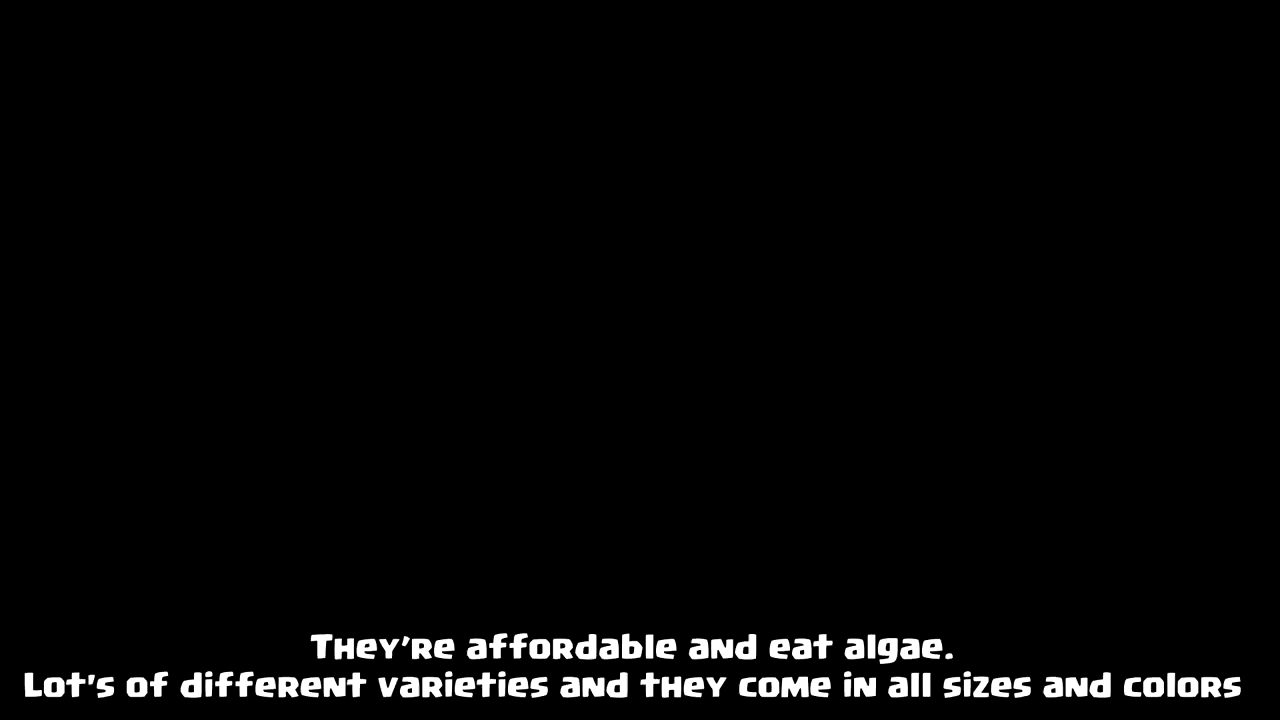 They're affordable and eat algae.
Lot's of different varieties and they come in all sizes and colors